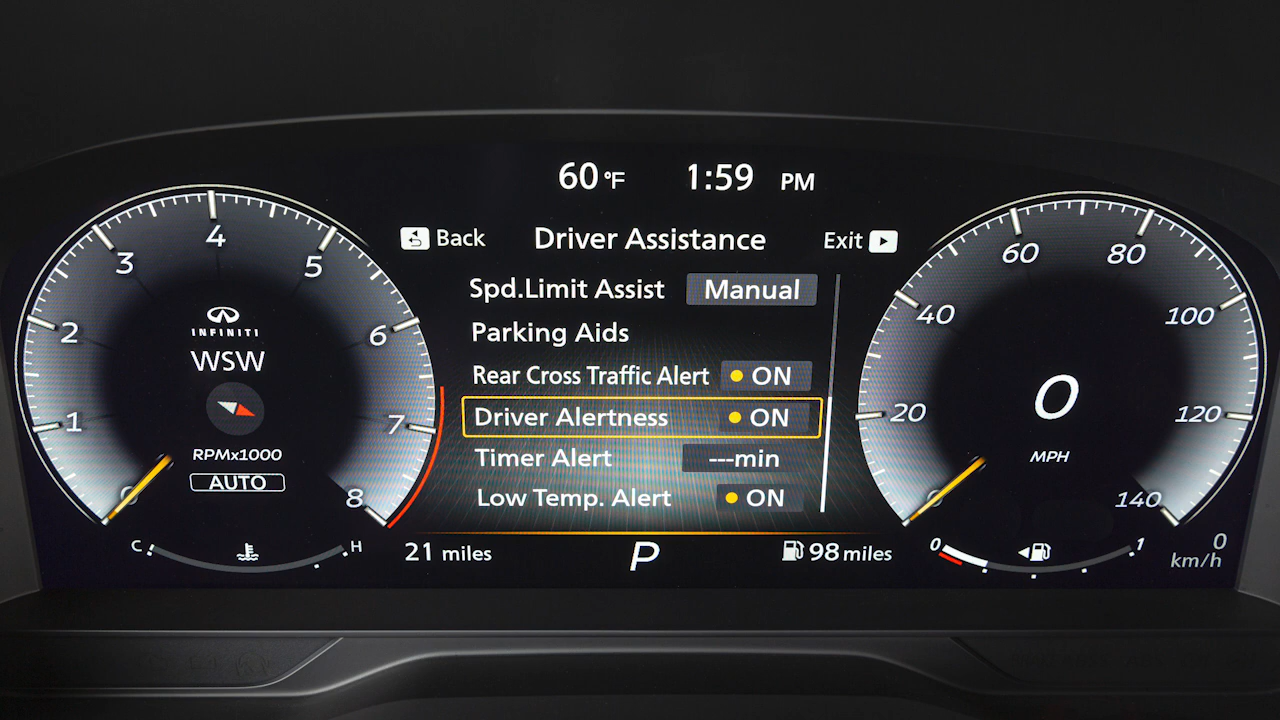 60 °F 1:59 PM
Back Driver Assistance Exit
Spd.Limit Assist Manual
Parking Aids
Rear Cross Traffic Alert ON
Driver Alertness ON
Timer Alert ---min
Low Temp. Alert ON
0 1 2 3 4 5 6 7 8
INFINITI
WSW
RPMx1000
AUTO
C H
21 miles
P
98 miles
0 20 40 60 80 100 120 140
0
MPH
0 1
0
km/h